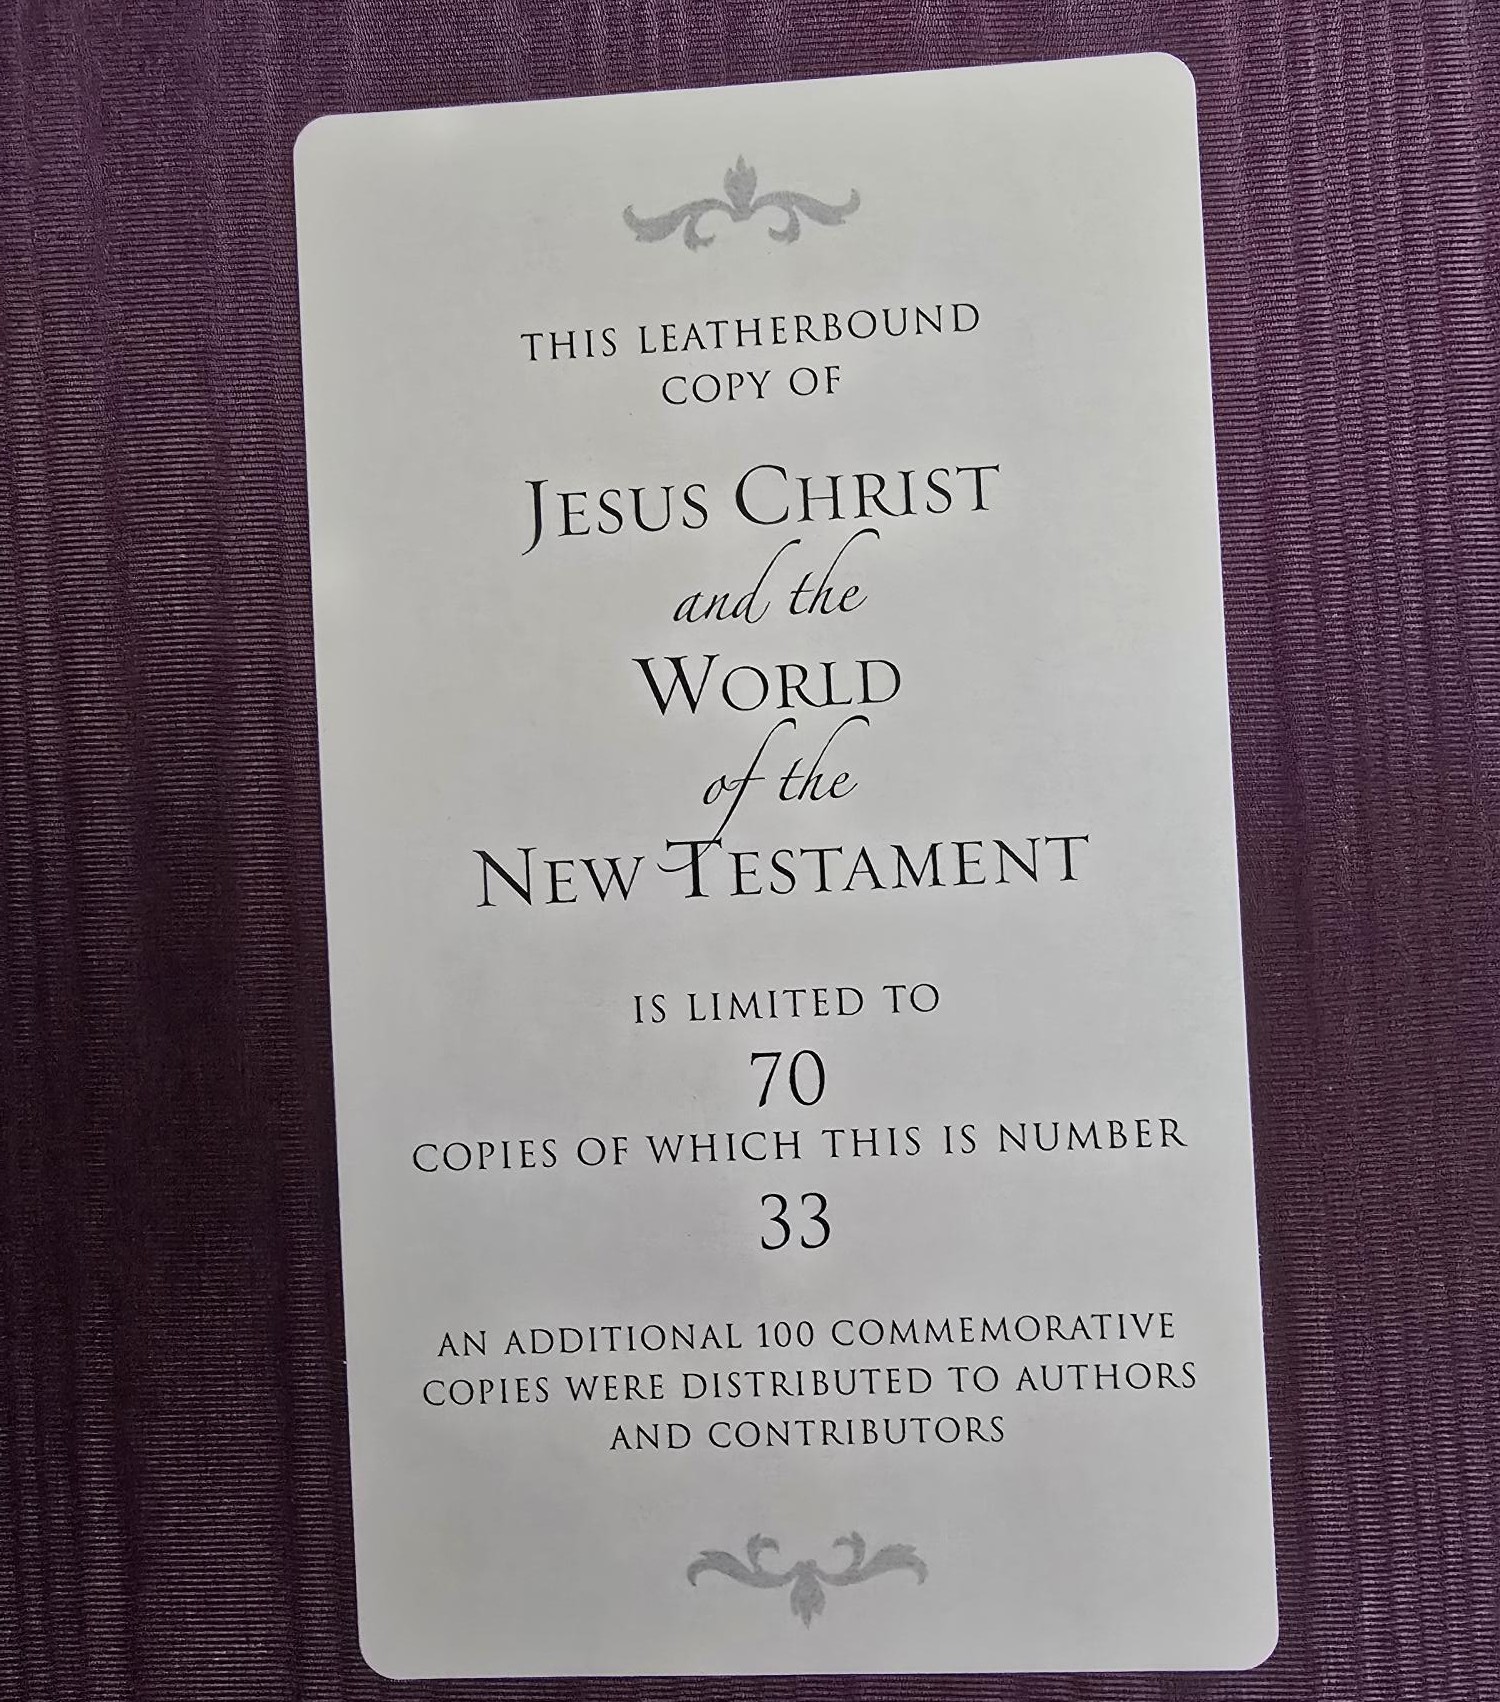 THIS LEATHERBOUND
COPY OF
JESUS CHRIST
and the
WORLD
of the
NEW TESTAMENT
IS LIMITED TO
70
COPIES OF WHICH THIS IS NUMBER
33
AN ADDITIONAL 100 COMMEMORATIVE
COPIES WERE DISTRIBUTED TO AUTHORS
AND CONTRIBUTORS